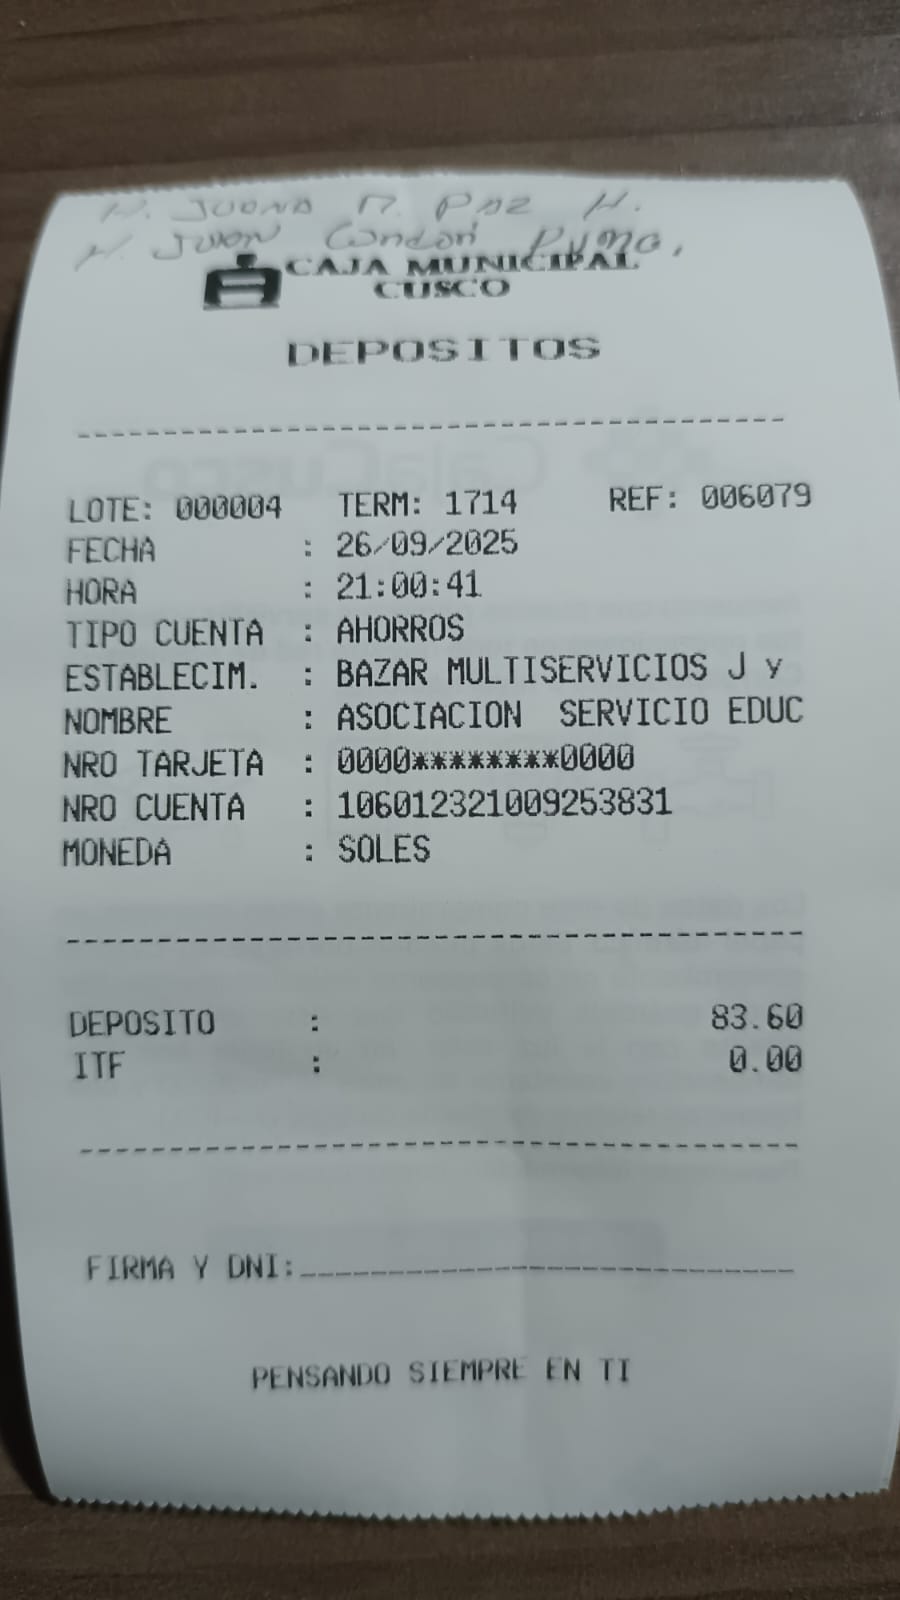 H. JUANA M. PAZ H.
H. JUAN Condori PUMA,
CAJA MUNICIPAL
CUSCO
DEPOSITOS
LOTE: 000004 TERM: 1714 REF: 006079
FECHA : 26/09/2025
HORA : 21:00:41
TIPO CUENTA : AHORROS
ESTABLECIM. : BAZAR MULTISERVICIOS J y
NOMBRE : ASOCIACION SERVICIO EDUC
NRO TARJETA : 0000********0000
NRO CUENTA : 106012321009253831
MONEDA : SOLES
DEPOSITO : 83.60
ITF : 0.00
FIRMA Y DNI:
PENSANDO SIEMPRE EN TI